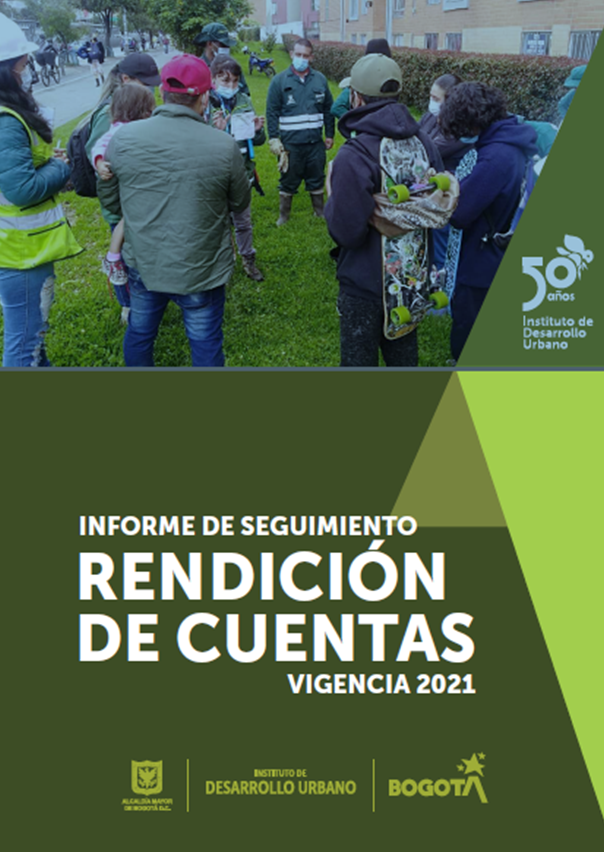 50
años
Instituto de
Desarrollo
Urbano
INFORME DE SEGUIMIENTO
RENDICIÓN
DE CUENTAS
VIGENCIA 2021
ALCALDÍA MAYOR
DE BOGOTÁ D.C.
INSTITUTO DE
DESARROLLO URBANO
BOGOTÁ